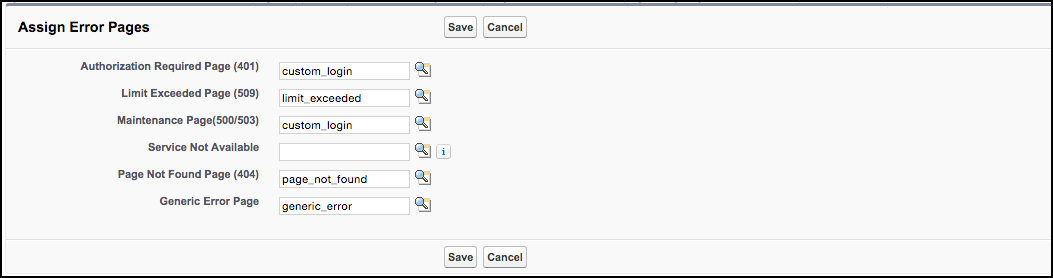 Assign Error Pages Save Cancel
Authorization Required Page (401) custom_login
Limit Exceeded Page (509) limit_exceeded
Maintenance Page(500/503) custom_login
Service Not Available i
Page Not Found Page (404) page_not_found
Generic Error Page generic_error
Save Cancel